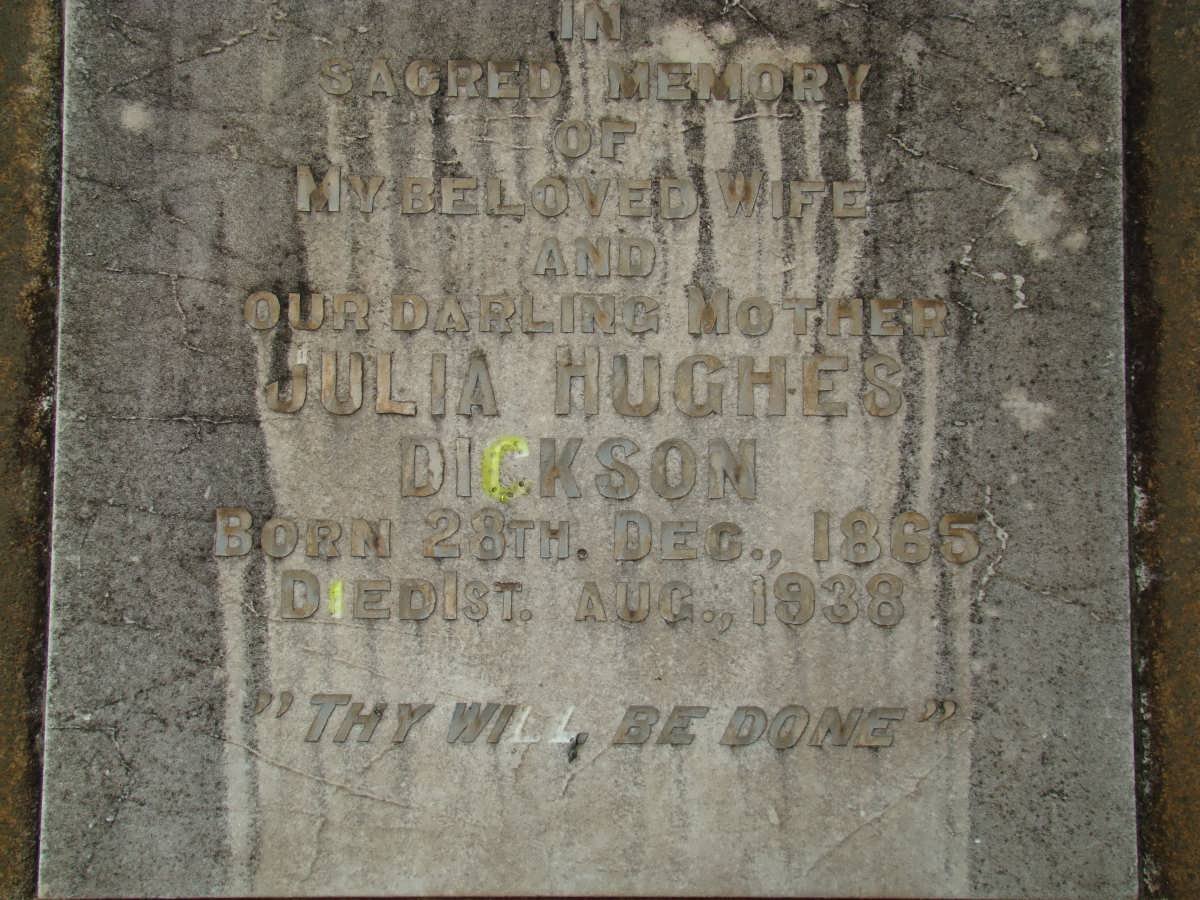 IN
SACRED MEMORY
OF
MY BELOVED WIFE
AND
OUR DARLING MOTHER
JULIA HUGHES
DICKSON
BORN 28TH. DEC., 1865
DIED 1ST. AUG., 1938
"THY WILL BE DONE"